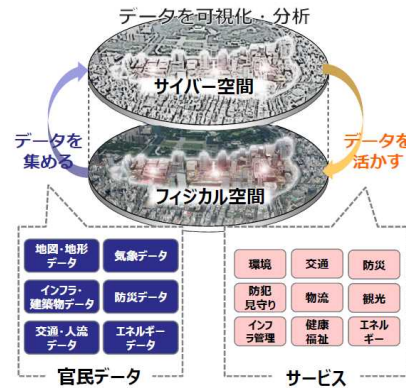 データを可視化・分析
サイバー空間
データを
集める
データを
活かす
フィジカル空間
地図・地形
データ
気象データ
インフラ・
建築物データ
防災データ
交通・人流
データ
エネルギー
データ
官民データ
環境
交通
防災
防犯
見守り
物流
観光
インフ
ラ管理
健康
福祉
エネル
ギー
サービス